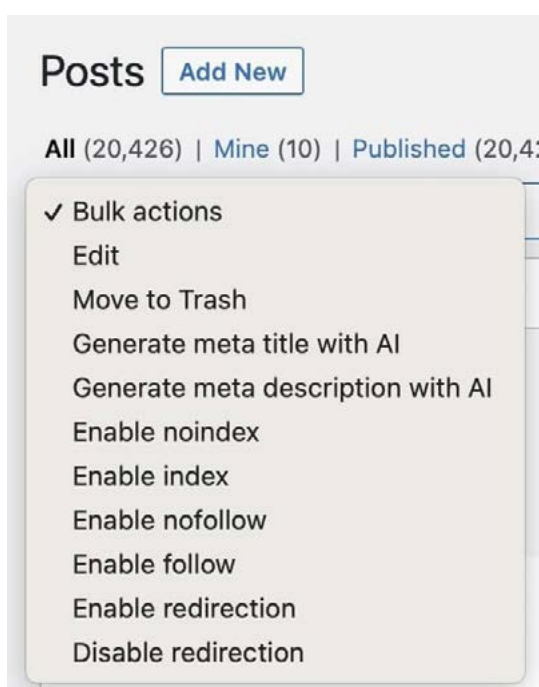 Posts Add New
All (20,426) | Mine (10) | Published (20,42
✓ Bulk actions
Edit
Move to Trash
Generate meta title with AI
Generate meta description with AI
Enable noindex
Enable index
Enable nofollow
Enable follow
Enable redirection
Disable redirection